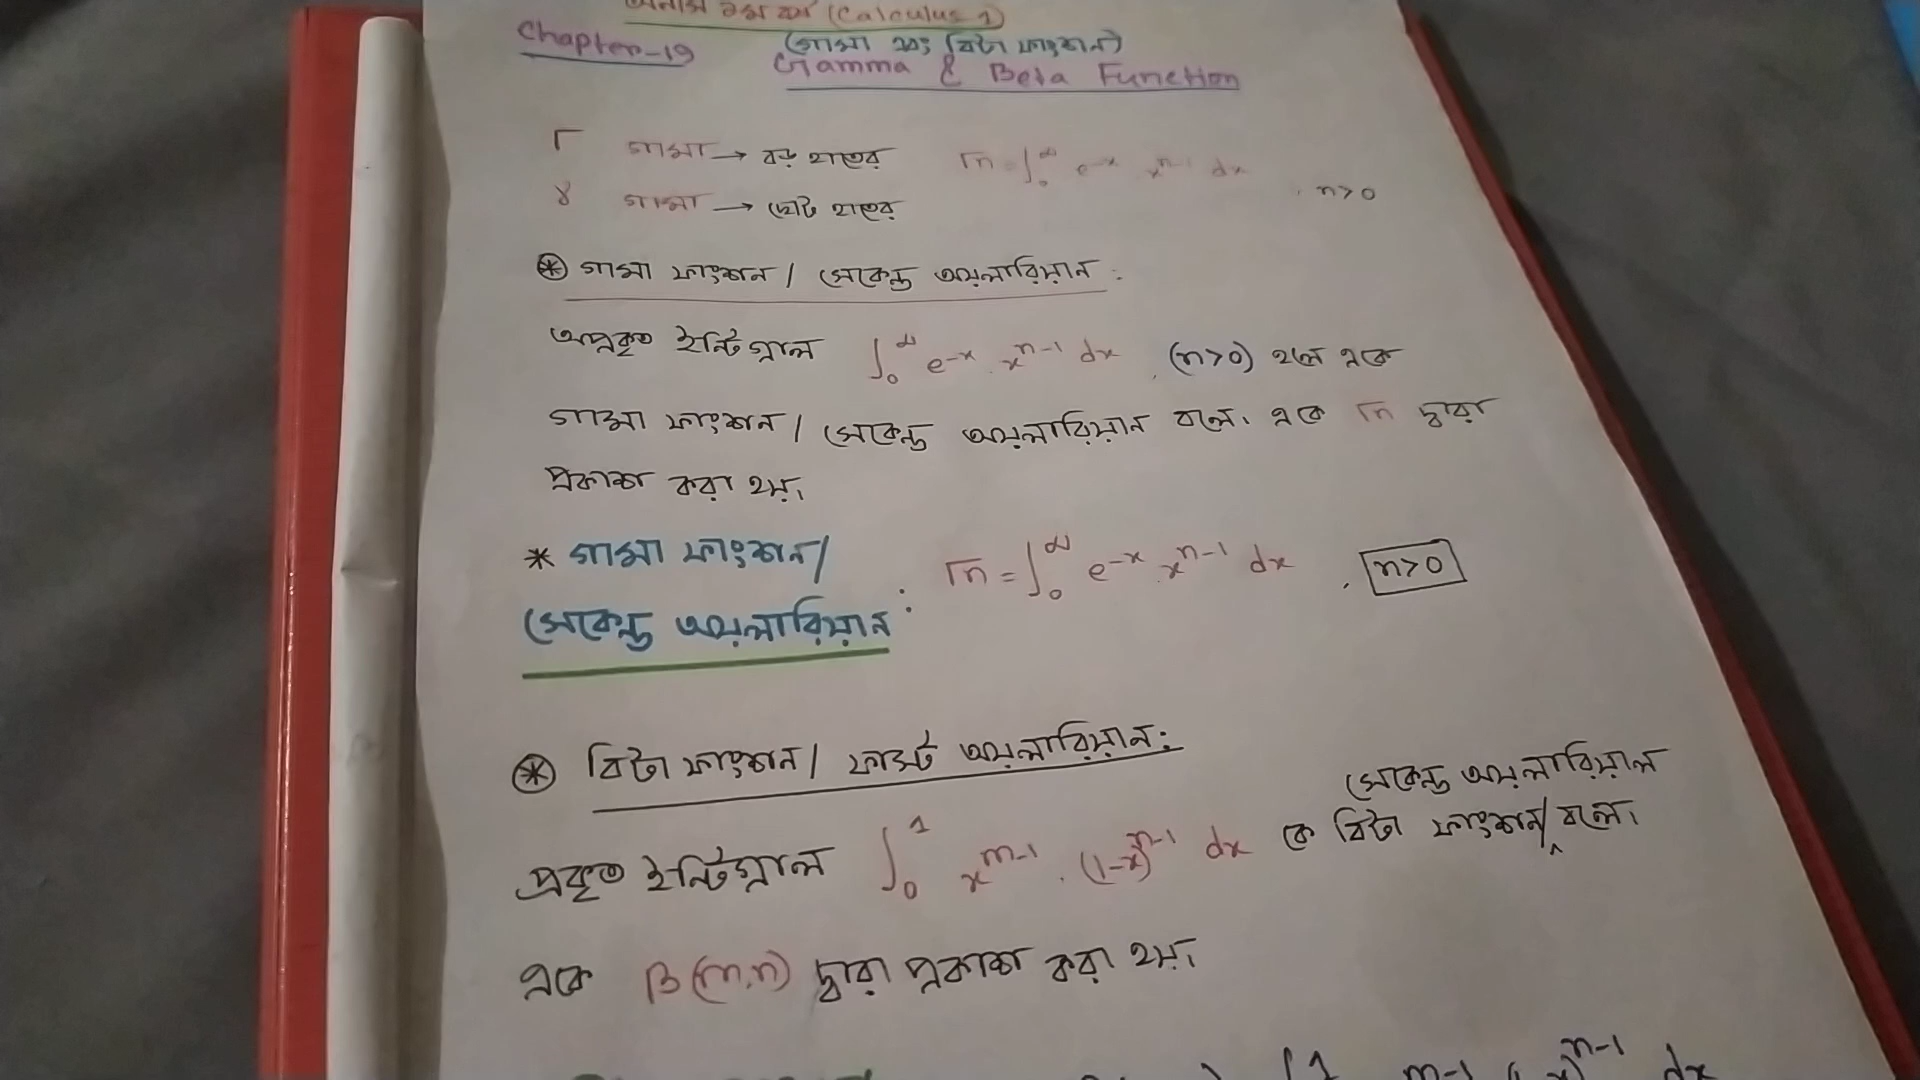 অনার্স ১ম বর্ষ (Calculus 1)
Chapter-19
(গামা এবং বিটা ফাংশন)
Gamma & Beta Function
Γ গামা → বড় হাতের Γn = ∫₀^∞ e^-x x^n-1 dx , n>0
γ গামা → ছোট হাতের
⊛ গামা ফাংশন / সেকেন্ড অয়লারিয়ান :
অপ্রকৃত ইন্টিগ্রাল ∫₀^∞ e^-x . x^n-1 dx , (n>0) হলে একে
গামা ফাংশন / সেকেন্ড অয়লারিয়ান বলে। একে Γn দ্বারা
প্রকাশ করা হয়।
* গামা ফাংশন/
সেকেন্ড অয়লারিয়ান : Γn = ∫₀^∞ e^-x . x^n-1 dx , n>0
⊛ বিটা ফাংশন / ফার্স্ট অয়লারিয়ান:
সেকেন্ড অয়লারিয়াল
প্রকৃত ইন্টিগ্রাল ∫₀^1 x^m-1 . (1-x)^n-1 dx কে বিটা ফাংশন/ বলে।
একে β(m,n) দ্বারা প্রকাশ করা হয়।